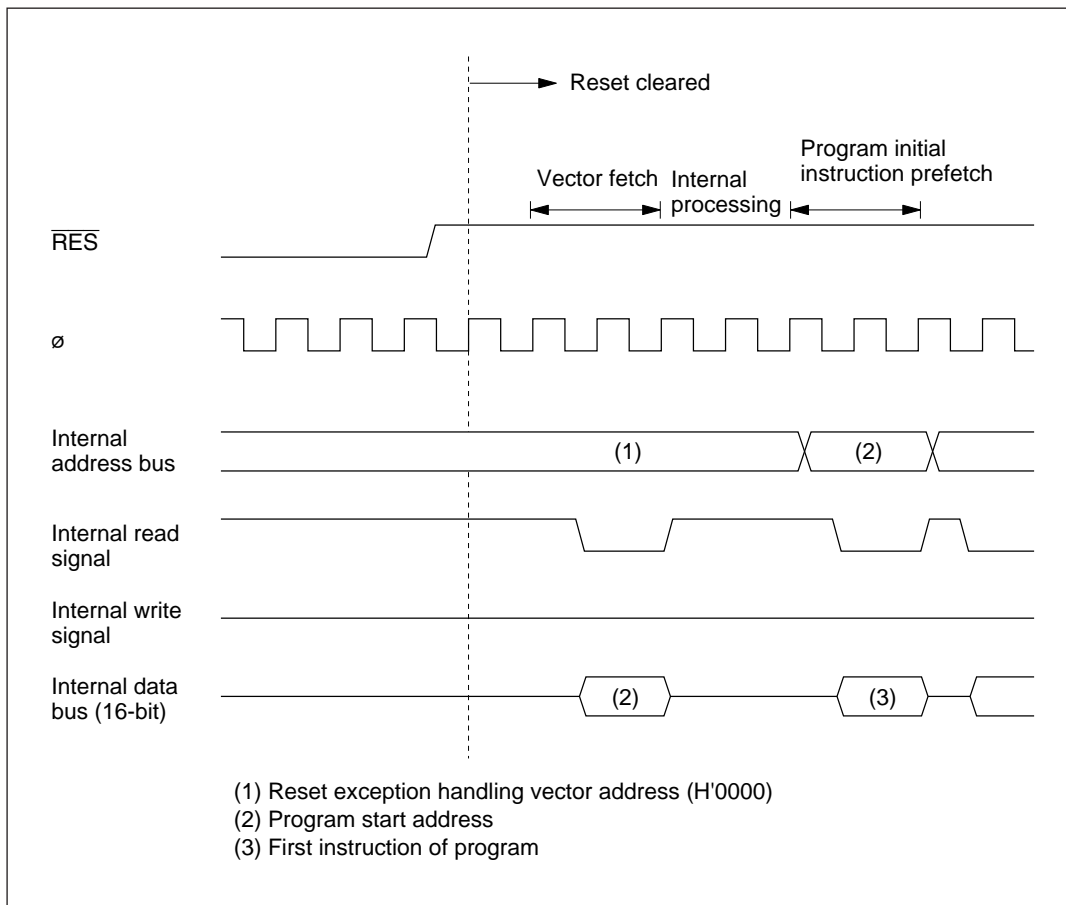 Reset cleared
Program initial
instruction prefetch
Vector fetch
Internal
processing
RES
ø
Internal
address bus
(1)
(2)
Internal read
signal
Internal write
signal
Internal data
bus (16-bit)
(2)
(3)
(1) Reset exception handling vector address (H'0000)
(2) Program start address
(3) First instruction of program